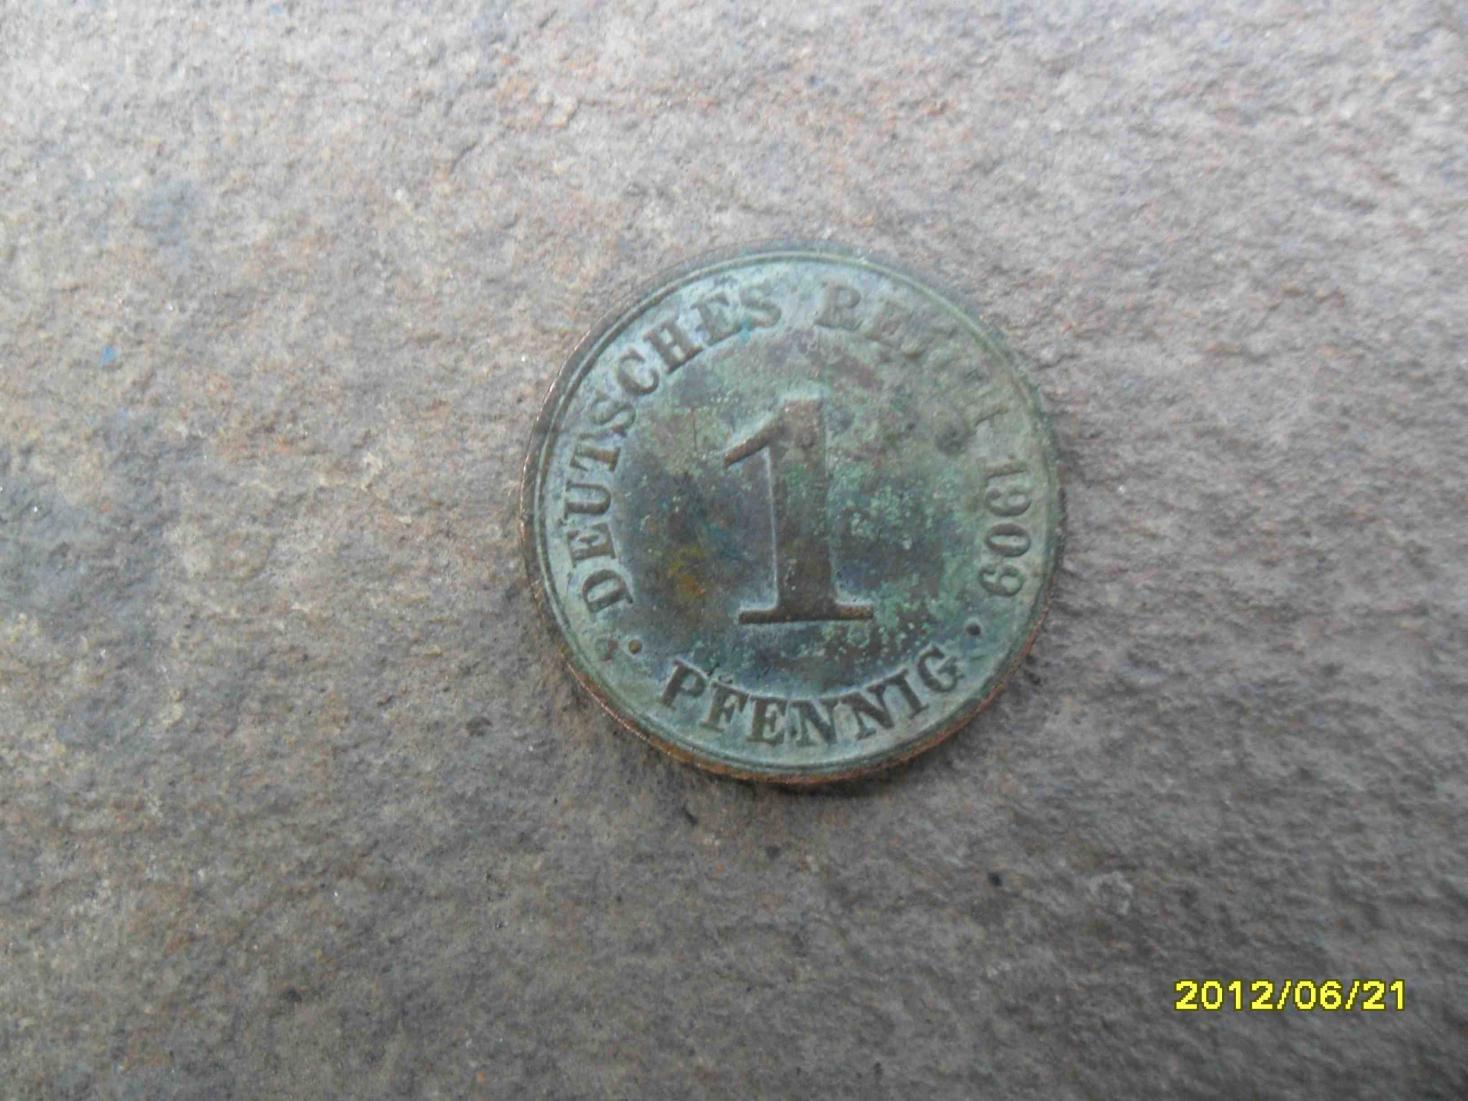 DEUTSCHES REICH 1909
1
PFENNIG
2012/06/21